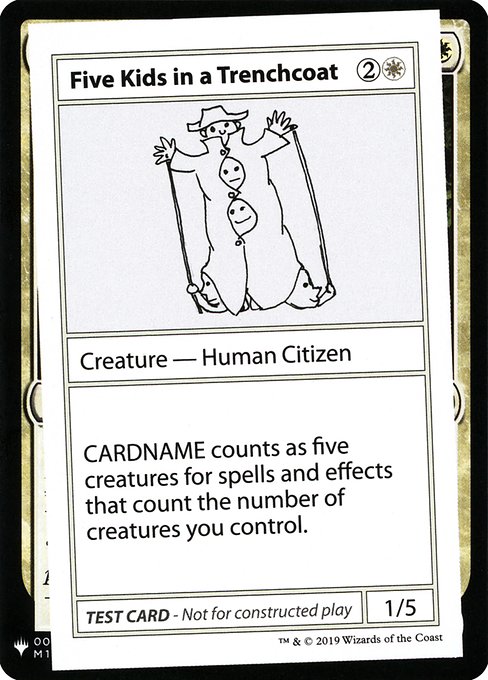 Five Kids in a Trenchcoat 2
Creature — Human Citizen
CARDNAME counts as five
creatures for spells and effects
that count the number of
creatures you control.
TEST CARD - Not for constructed play
1/5
™ & © 2019 Wizards of the Coast
00
M1